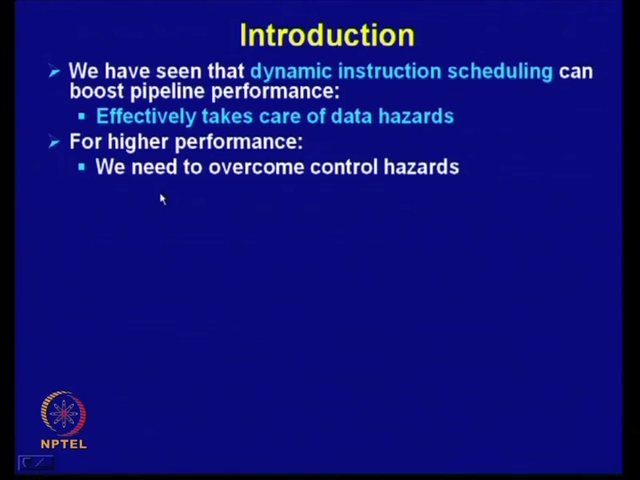 Introduction
We have seen that dynamic instruction scheduling can
boost pipeline performance:
Effectively takes care of data hazards
For higher performance:
We need to overcome control hazards
NPTEL